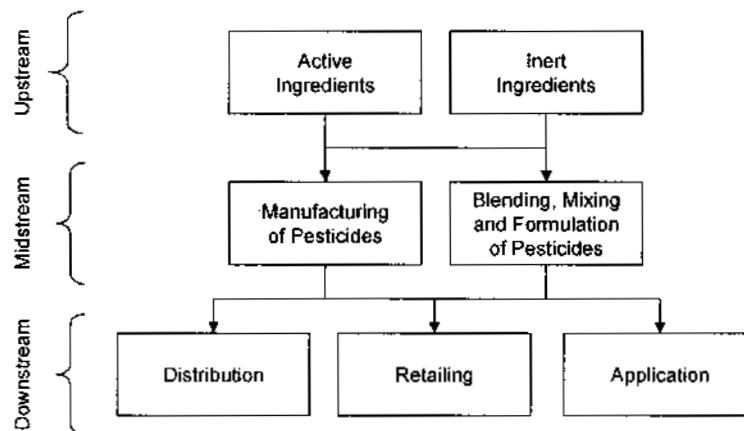 Upstream
Active
Ingredients
Inert
Ingredients
Midstream
Manufacturing
of Pesticides
Blending, Mixing
and Formulation
of Pesticides
Downstream
Distribution
Retailing
Application